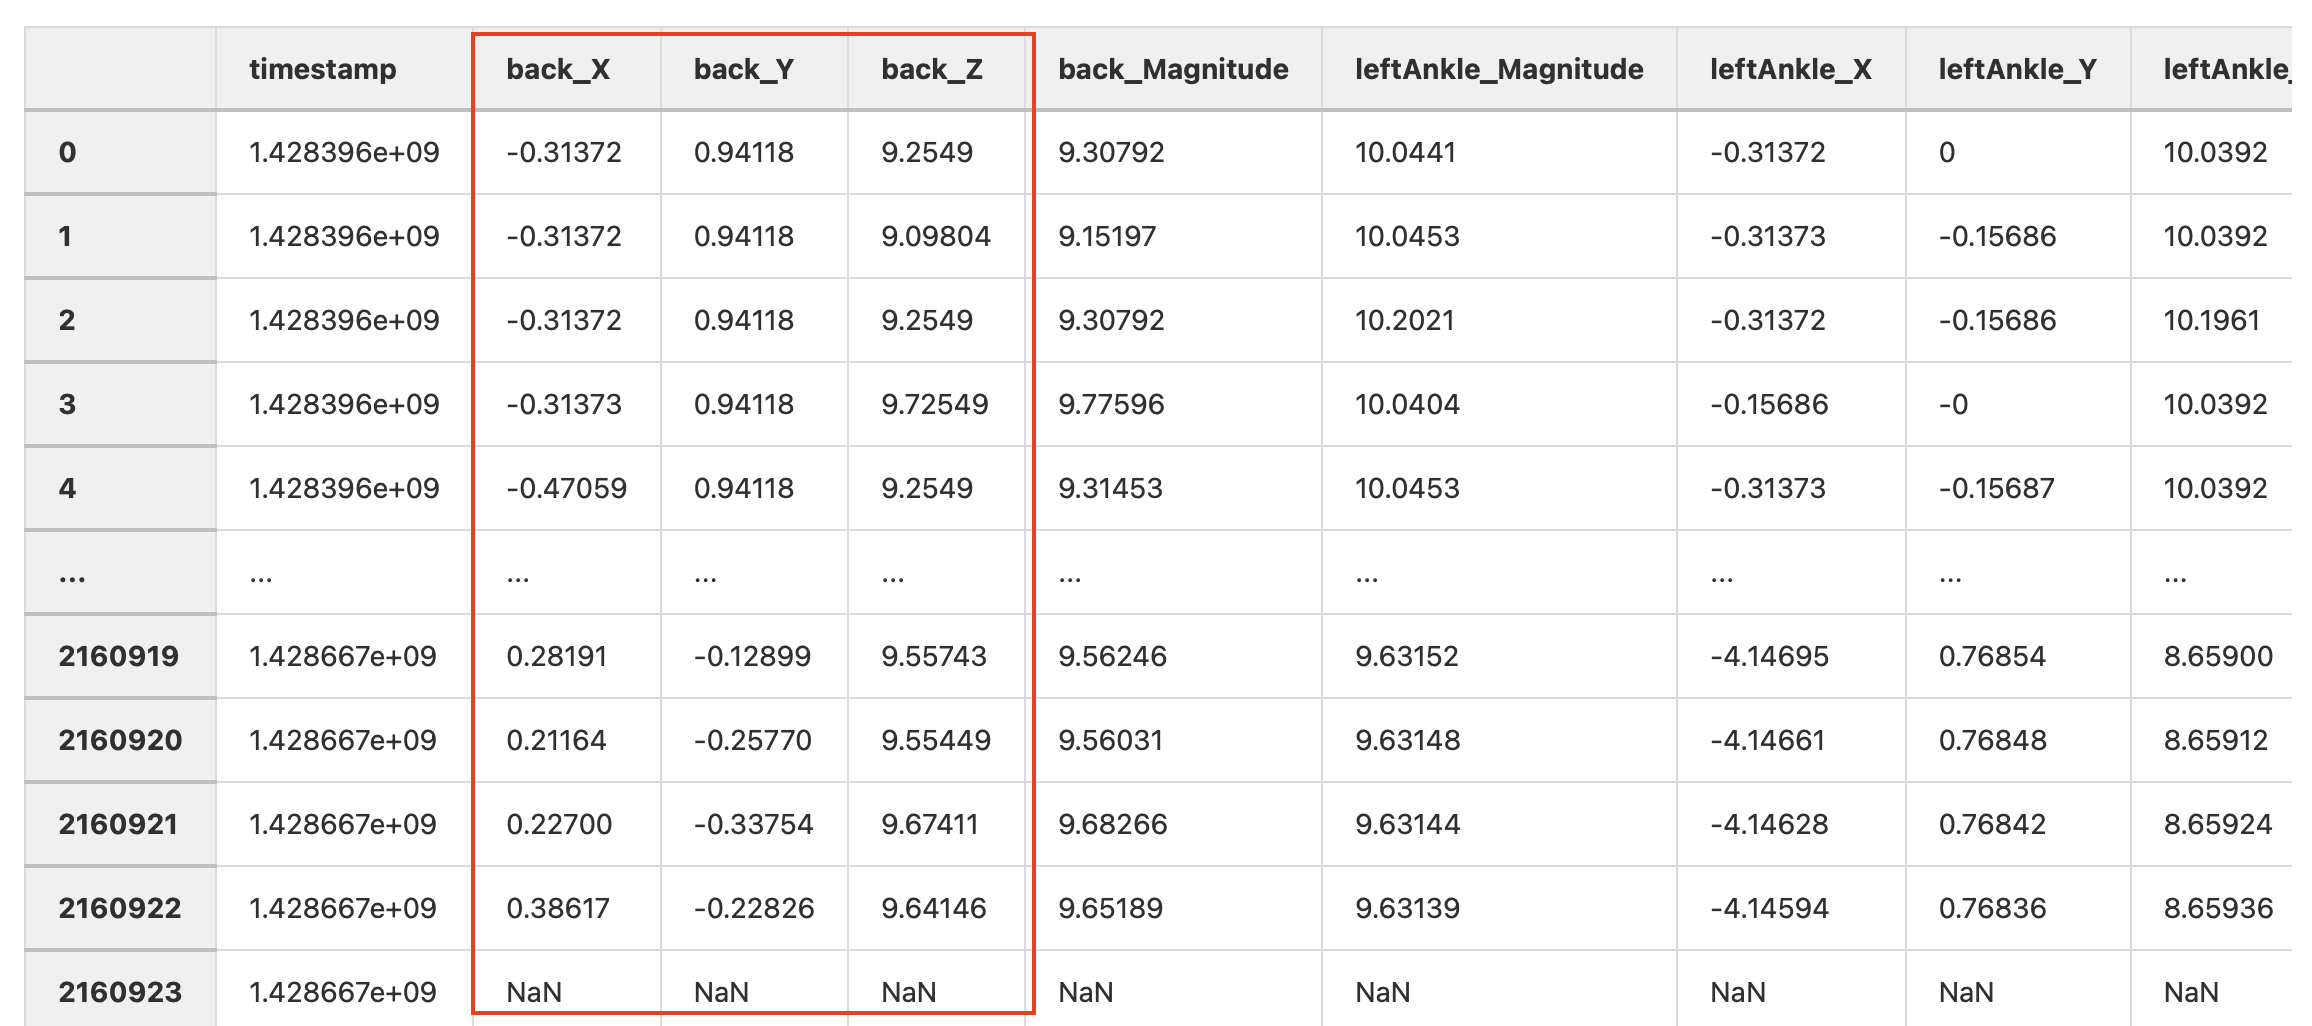 timestamp back_X back_Y back_Z back_Magnitude leftAnkle_Magnitude leftAnkle_X leftAnkle_Y leftAnkle_
0 1.428396e+09 -0.31372 0.94118 9.2549 9.30792 10.0441 -0.31372 0 10.0392
1 1.428396e+09 -0.31372 0.94118 9.09804 9.15197 10.0453 -0.31373 -0.15686 10.0392
2 1.428396e+09 -0.31372 0.94118 9.2549 9.30792 10.2021 -0.31372 -0.15686 10.1961
3 1.428396e+09 -0.31373 0.94118 9.72549 9.77596 10.0404 -0.15686 -0 10.0392
4 1.428396e+09 -0.47059 0.94118 9.2549 9.31453 10.0453 -0.31373 -0.15687 10.0392
... ... ... ... ... ... ... ... ... ...
2160919 1.428667e+09 0.28191 -0.12899 9.55743 9.56246 9.63152 -4.14695 0.76854 8.65900
2160920 1.428667e+09 0.21164 -0.25770 9.55449 9.56031 9.63148 -4.14661 0.76848 8.65912
2160921 1.428667e+09 0.22700 -0.33754 9.67411 9.68266 9.63144 -4.14628 0.76842 8.65924
2160922 1.428667e+09 0.38617 -0.22826 9.64146 9.65189 9.63139 -4.14594 0.76836 8.65936
2160923 1.428667e+09 NaN NaN NaN NaN NaN NaN NaN NaN